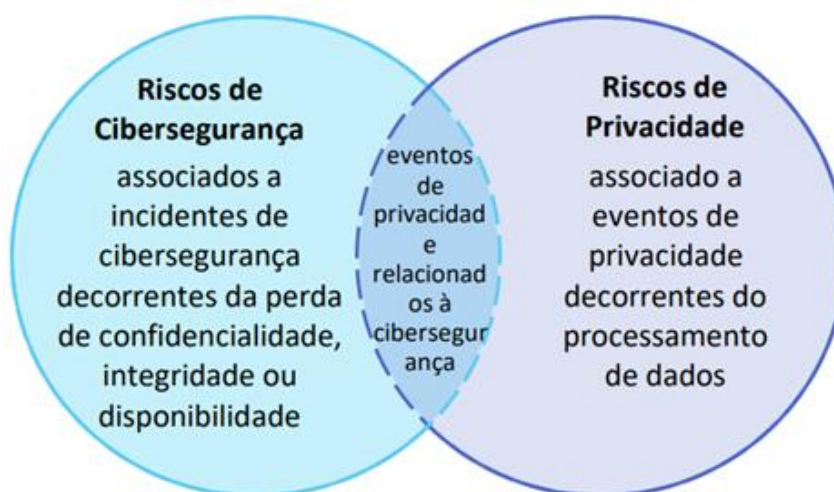 Riscos de
Cibersegurança
associados a
incidentes de
cibersegurança
decorrentes da perda
de confidencialidade,
integridade ou
disponibilidade
eventos
de
privacidad
e
relacionad
os à
cibersegur
ança
Riscos de
Privacidade
associado a
eventos de
privacidade
decorrentes do
processamento
de dados